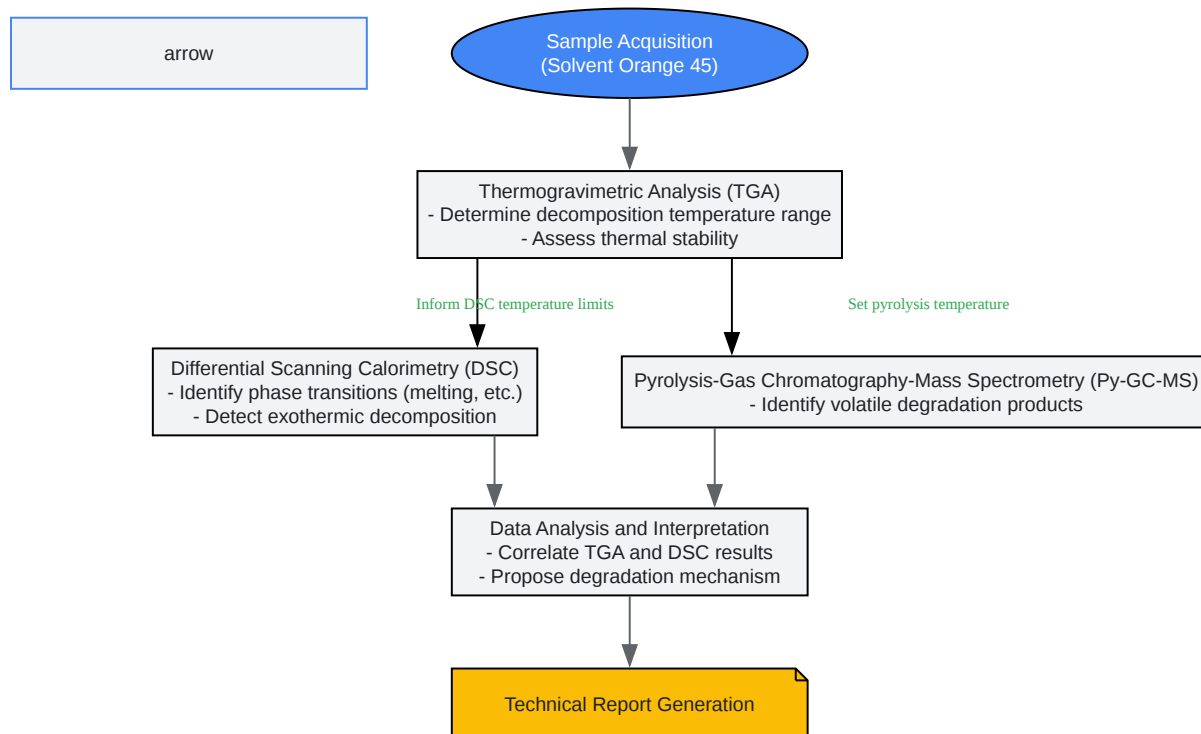 arrow
Sample Acquisition
(Solvent Orange 45)
Thermogravimetric Analysis (TGA)
- Determine decomposition temperature range
- Assess thermal stability
Inform DSC temperature limits
Set pyrolysis temperature
Differential Scanning Calorimetry (DSC)
- Identify phase transitions (melting, etc.)
- Detect exothermic decomposition
Pyrolysis-Gas Chromatography-Mass Spectrometry (Py-GC-MS)
- Identify volatile degradation products
Data Analysis and Interpretation
- Correlate TGA and DSC results
- Propose degradation mechanism
Technical Report Generation